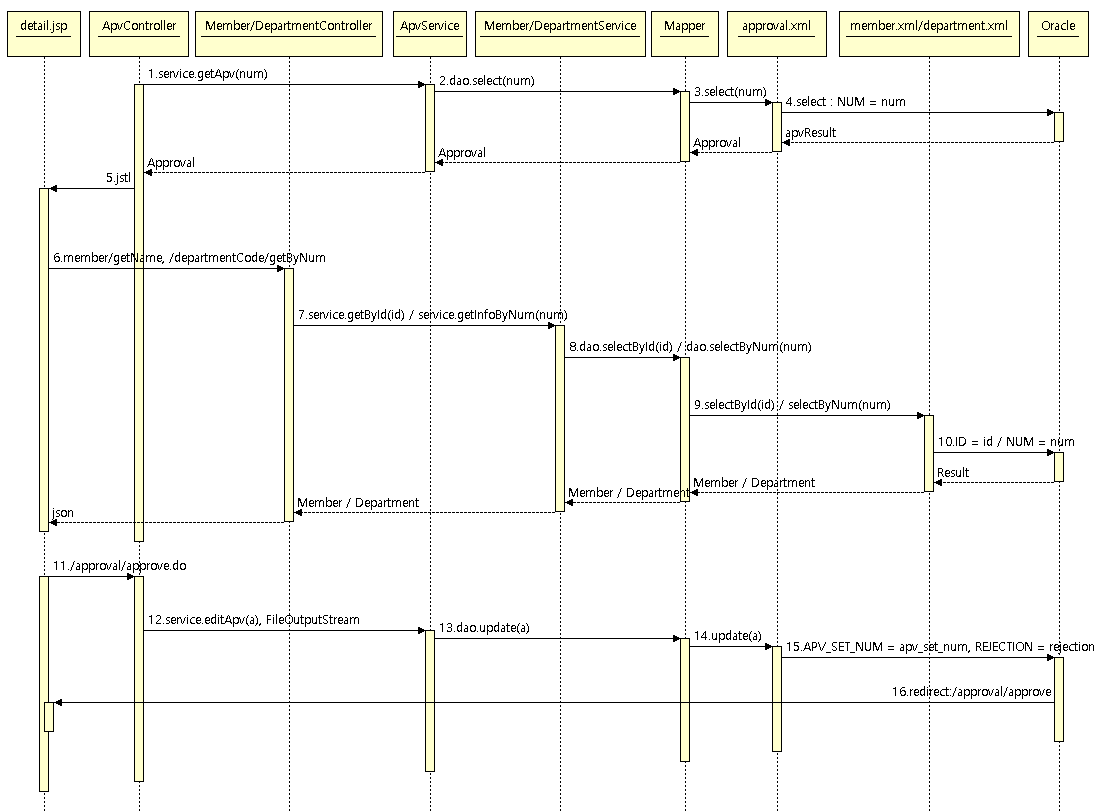 detail.jsp
ApvController
Member/DepartmentController
ApvService
Member/DepartmentService
Mapper
approval.xml
member.xml/department.xml
Oracle
1.service.getApv(num)
2.dao.select(num)
3.select(num)
4.select : NUM = num
apvResult
Approval
Approval
Approval
5.jstl
6.member/getName, /departmentCode/getByNum
7.service.getById(id) / service.getInfoByNum(num)
8.dao.selectById(id) / dao.selectByNum(num)
9.selectById(id) / selectByNum(num)
10.ID = id / NUM = num
Result
Member / Department
Member / Department
Member / Department
json
11./approval/approve.do
12.service.editApv(a), FileOutputStream
13.dao.update(a)
14.update(a)
15.APV_SET_NUM = apv_set_num, REJECTION = rejection
16.redirect:/approval/approve